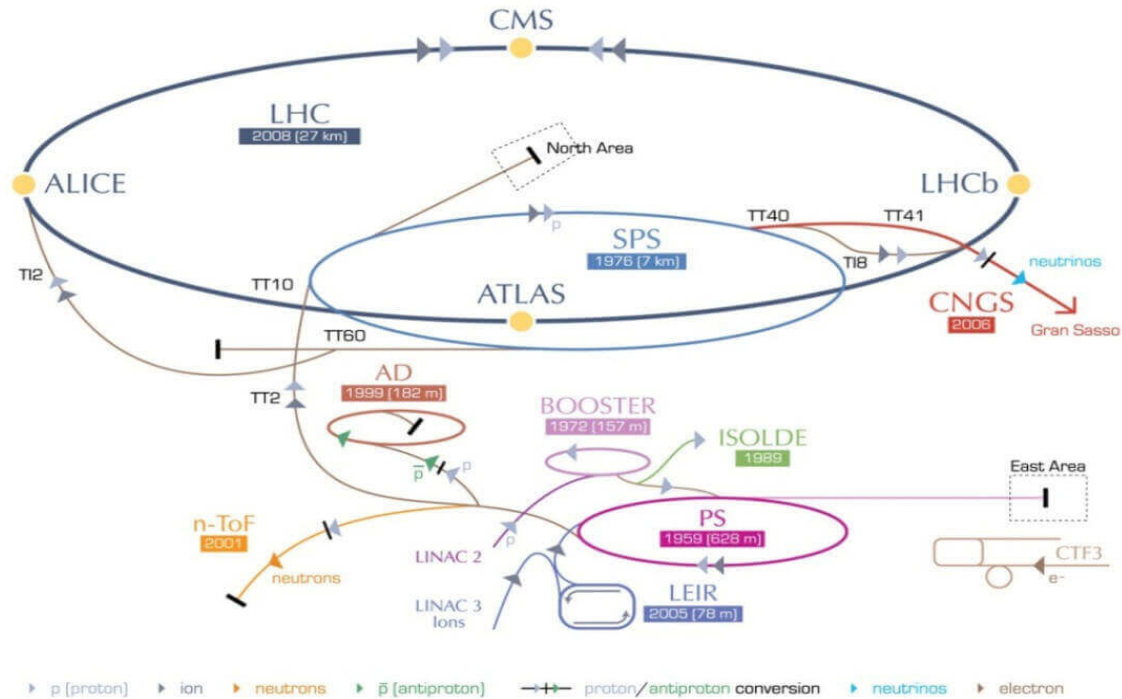 CMS
LHC
2008 (27 km)
North Area
ALICE
LHCb
TT40
TT41
p
SPS
1976 (7 km)
TI8
neutrinos
TI2
TT10
ATLAS
CNGS
2006
Gran Sasso
TT60
AD
1999 (182 m)
TT2
BOOSTER
1972 (157 m)
ISOLDE
1989
p̅
p
East Area
n-ToF
2001
PS
1959 (628 m)
LINAC 2
p
neutrons
CTF3
e-
LEIR
2005 (78 m)
LINAC 3
Ions
p (proton)
ion
neutrons
p̅ (antiproton)
proton/antiproton conversion
neutrinos
electron